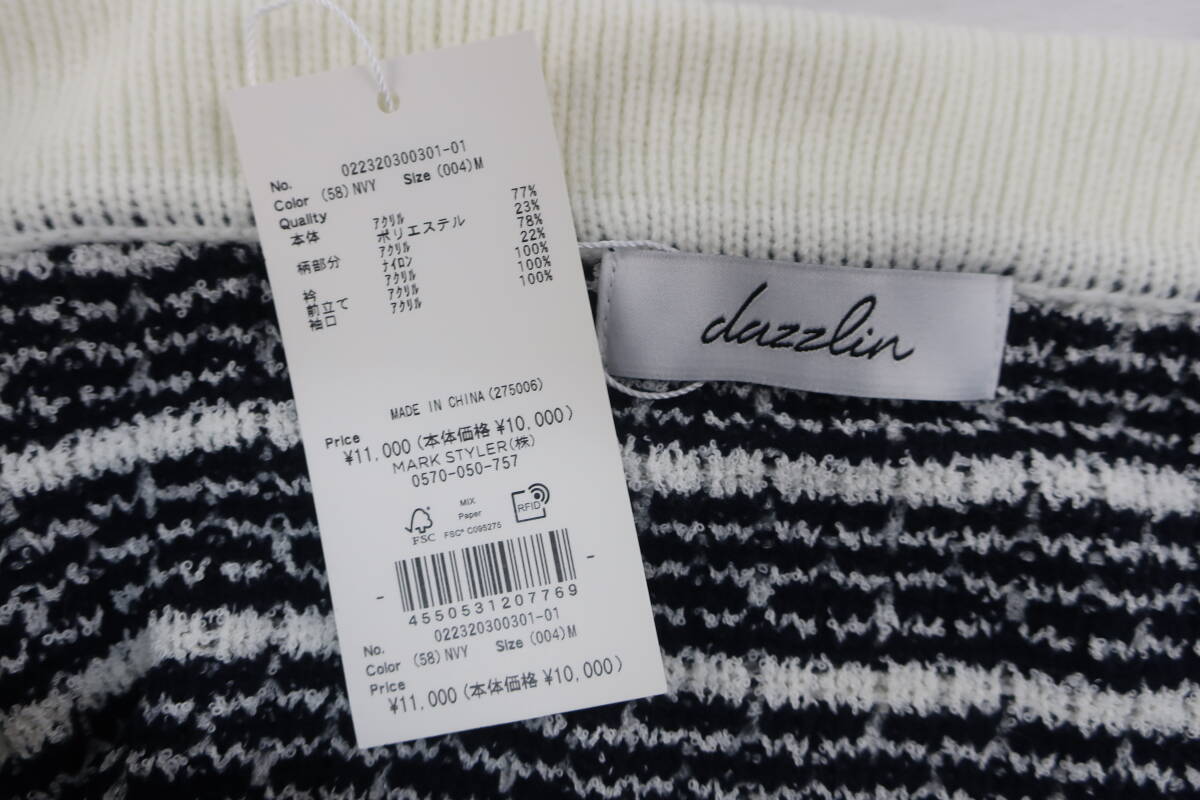 No. 022320300301-01
Color (58) NVY Size (004) M
Quality
本体 アクリル 77%
ポリエステル 23%
柄部分 アクリル 78%
ナイロン 22%
衿 アクリル 100%
前立て アクリル 100%
袖口 アクリル 100%
MADE IN CHINA (275006)
Price ¥11,000 (本体価格 ¥10,000)
MARK STYLER (株)
0570-050-757
MIX
Paper
FSC
FSC® C095275
RFID
4550531207769
022320300301-01
No.
Color (58) NVY Size (004) M
Price ¥11,000 (本体価格 ¥10,000)
dazzlin